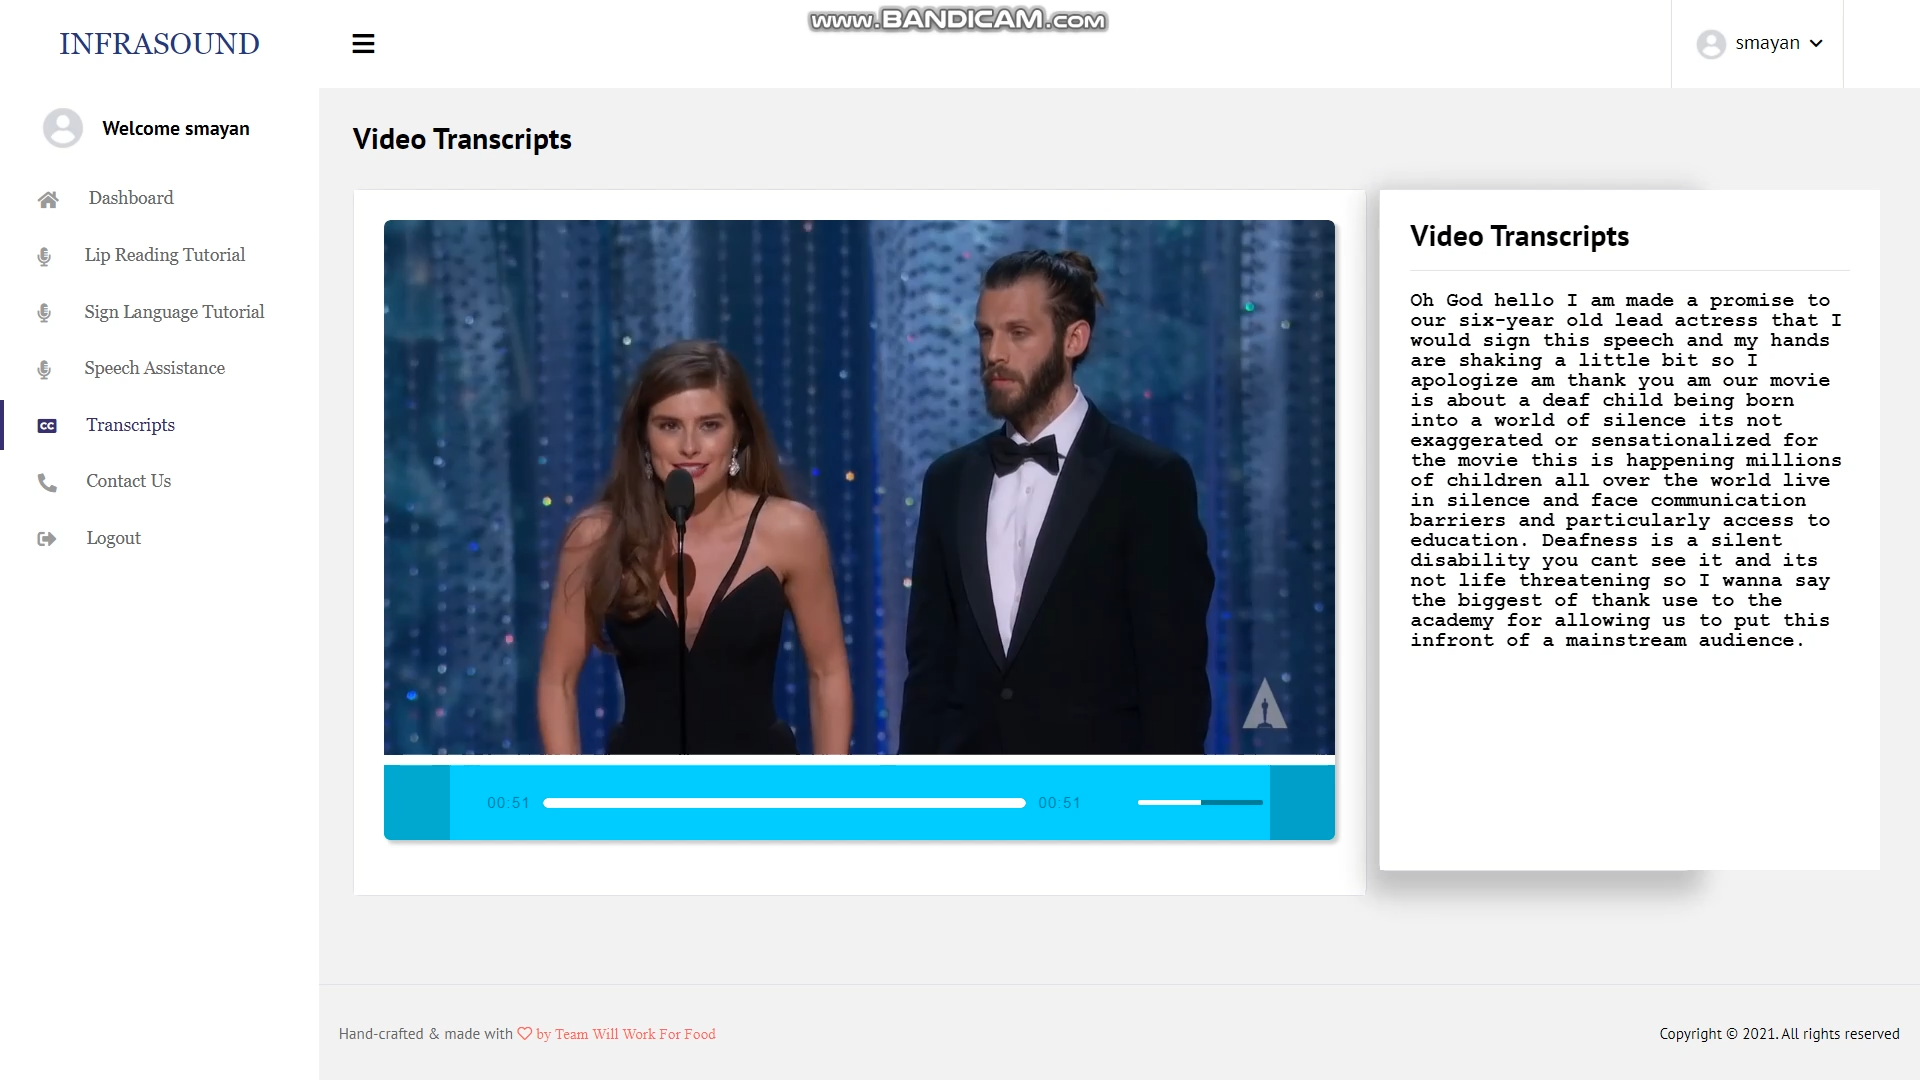 www.BANDICAM.com
INFRASOUND
smayan
Welcome smayan
Dashboard
Lip Reading Tutorial
Sign Language Tutorial
Speech Assistance
CC Transcripts
Contact Us
Logout
Video Transcripts
00:51
00:51
Video Transcripts
Oh God hello I am made a promise to
our six-year old lead actress that I
would sign this speech and my hands
are shaking a little bit so I
apologize am thank you am our movie
is about a deaf child being born
into a world of silence its not
exaggerated or sensationalized for
the movie this is happening millions
of children all over the world live
in silence and face communication
barriers and particularly access to
education. Deafness is a silent
disability you cant see it and its
not life threatening so I wanna say
the biggest of thank use to the
academy for allowing us to put this
infront of a mainstream audience.
Hand-crafted & made with by Team Will Work For Food
Copyright © 2021. All rights reserved